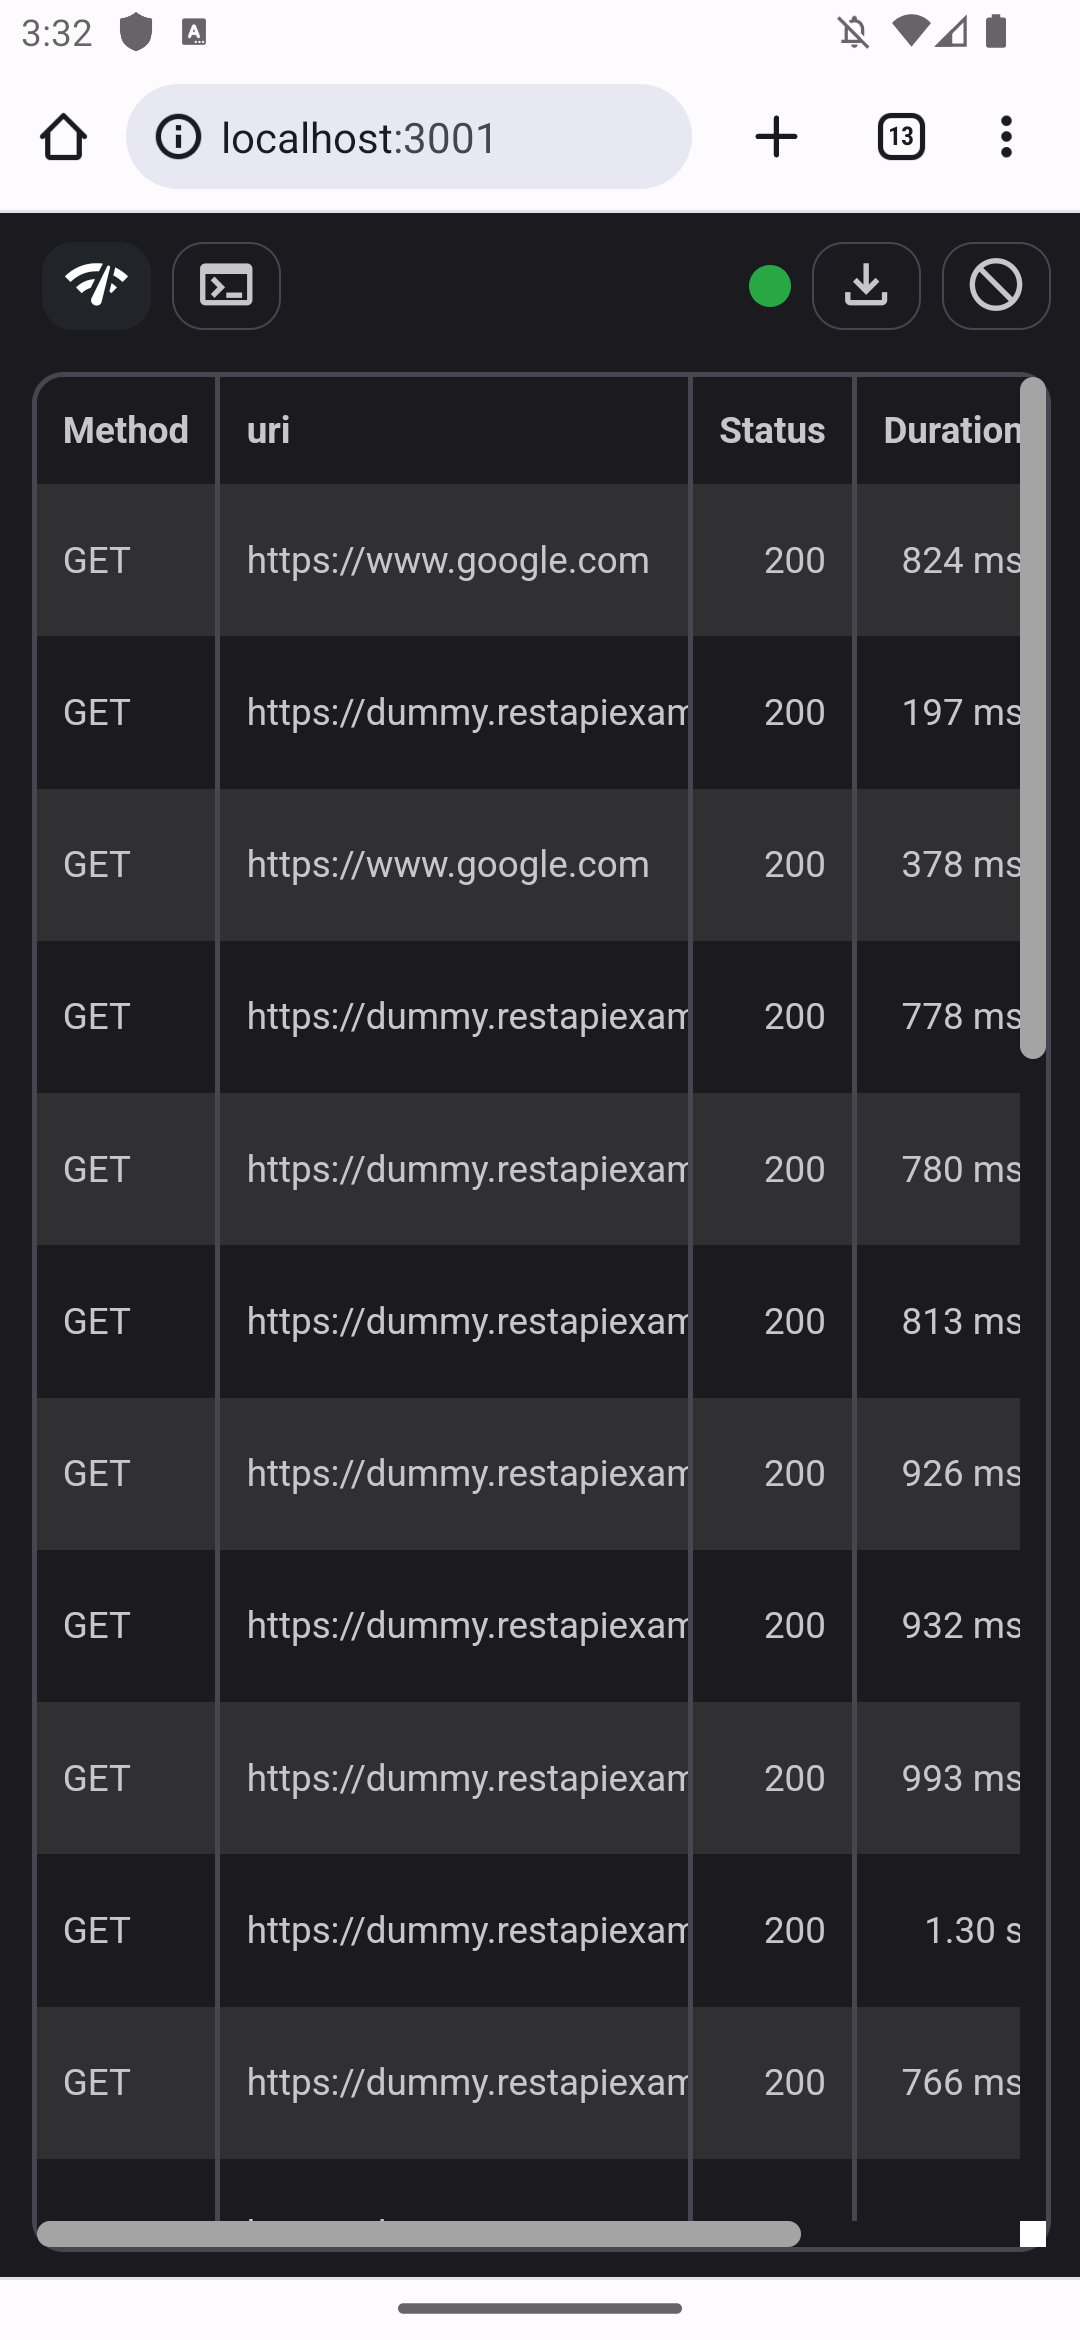 3:32
A
localhost:3001
13
Method uri Status Duration
GET https://www.google.com 200 824 ms
GET https://dummy.restapiexam 200 197 ms
GET https://www.google.com 200 378 ms
GET https://dummy.restapiexam 200 778 ms
GET https://dummy.restapiexam 200 780 ms
GET https://dummy.restapiexam 200 813 ms
GET https://dummy.restapiexam 200 926 ms
GET https://dummy.restapiexam 200 932 ms
GET https://dummy.restapiexam 200 993 ms
GET https://dummy.restapiexam 200 1.30 s
GET https://dummy.restapiexam 200 766 ms